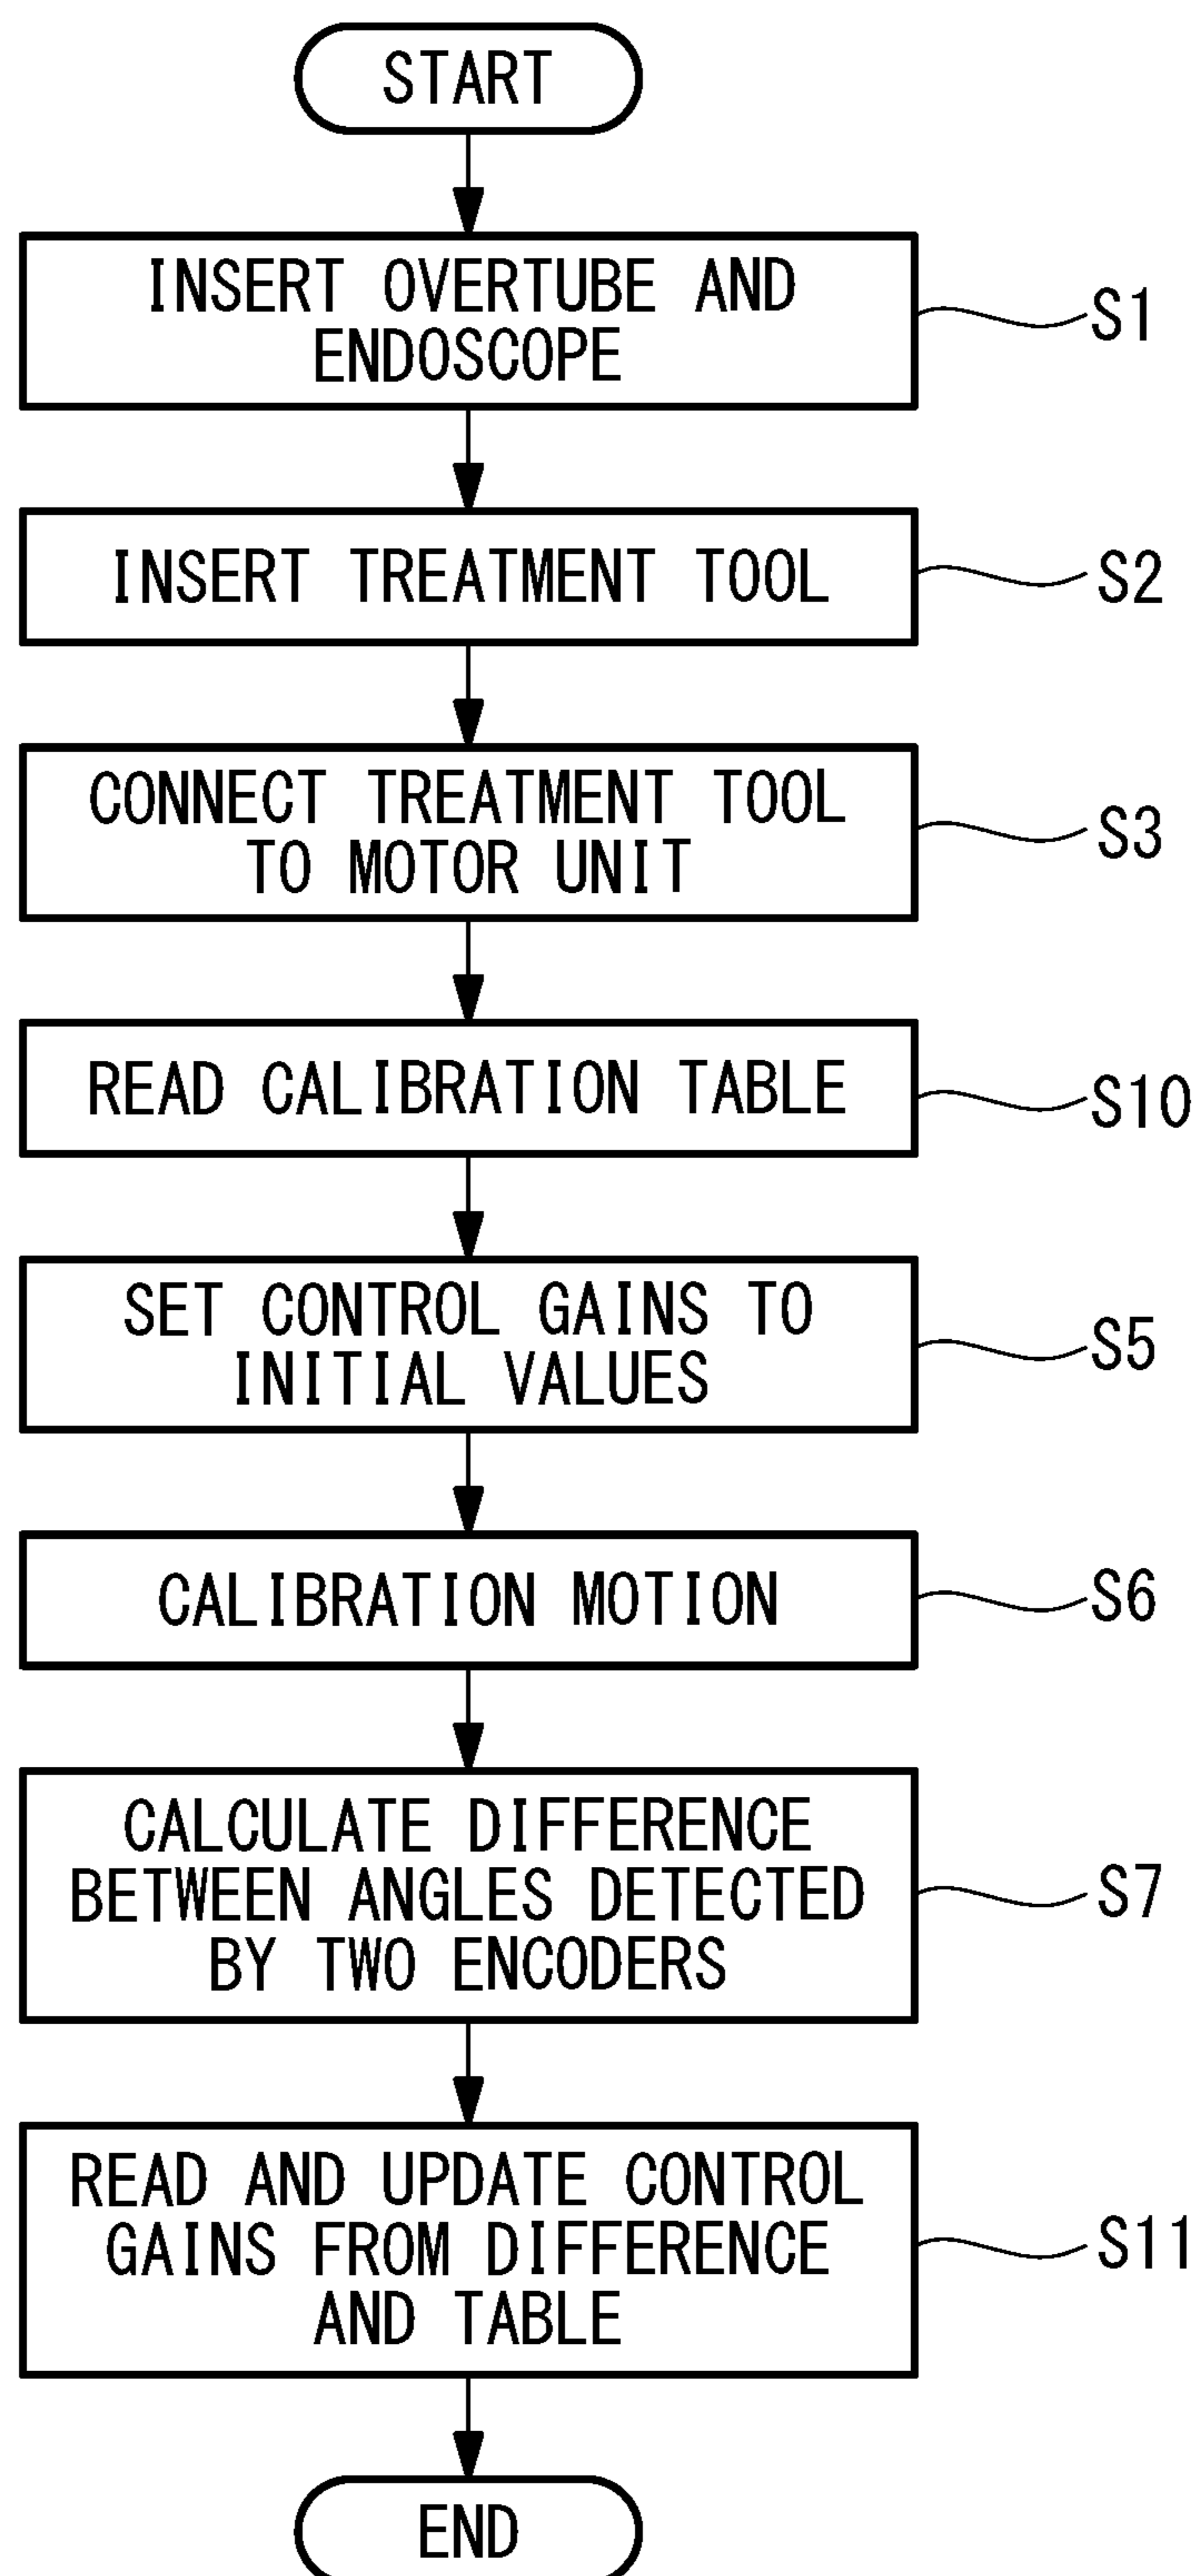 START
INSERT OVERTUBE AND
ENDOSCOPE
S1
INSERT TREATMENT TOOL
S2
CONNECT TREATMENT TOOL
TO MOTOR UNIT
S3
READ CALIBRATION TABLE
S10
SET CONTROL GAINS TO
INITIAL VALUES
S5
CALIBRATION MOTION
S6
CALCULATE DIFFERENCE
BETWEEN ANGLES DETECTED
BY TWO ENCODERS
S7
READ AND UPDATE CONTROL
GAINS FROM DIFFERENCE
AND TABLE
S11
END